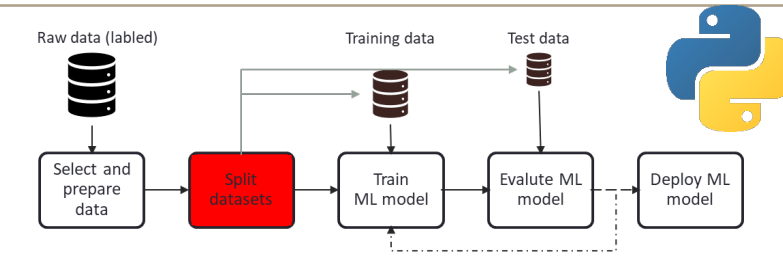 Raw data (labled)
Training data
Test data
Select and
prepare
data
Split
datasets
Train
ML model
Evalute ML
model
Deploy ML
model